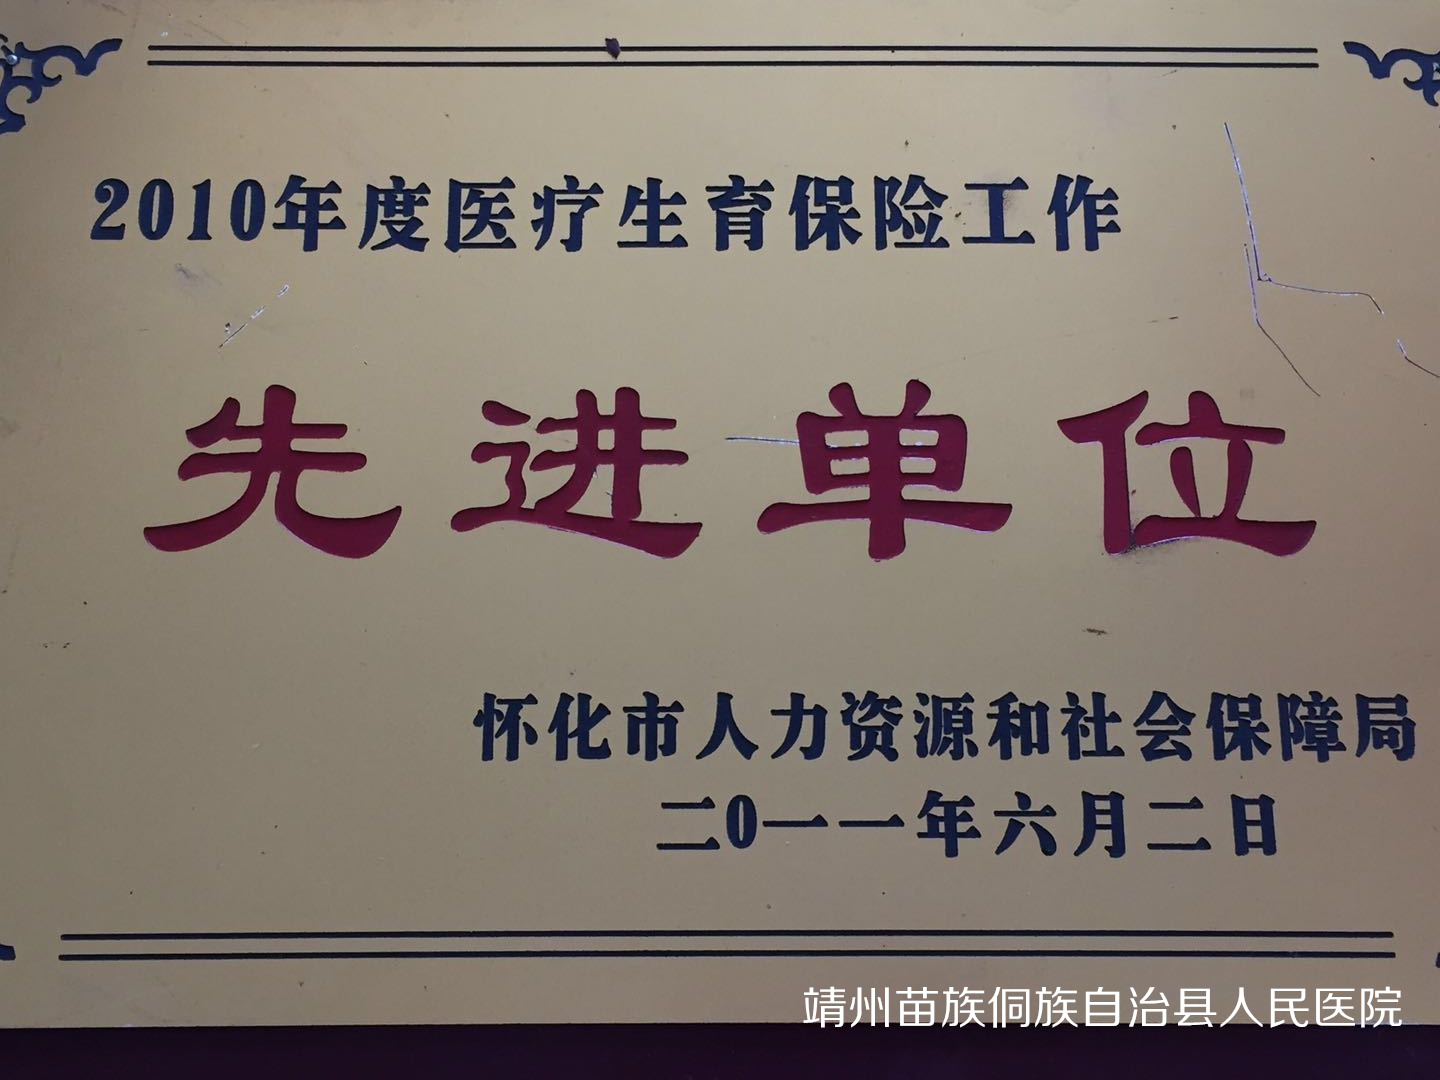 2010年度医疗生育保险工作
先进单位
怀化市人力资源和社会保障局
二0一一年六月二日
靖州苗族侗族自治县人民医院